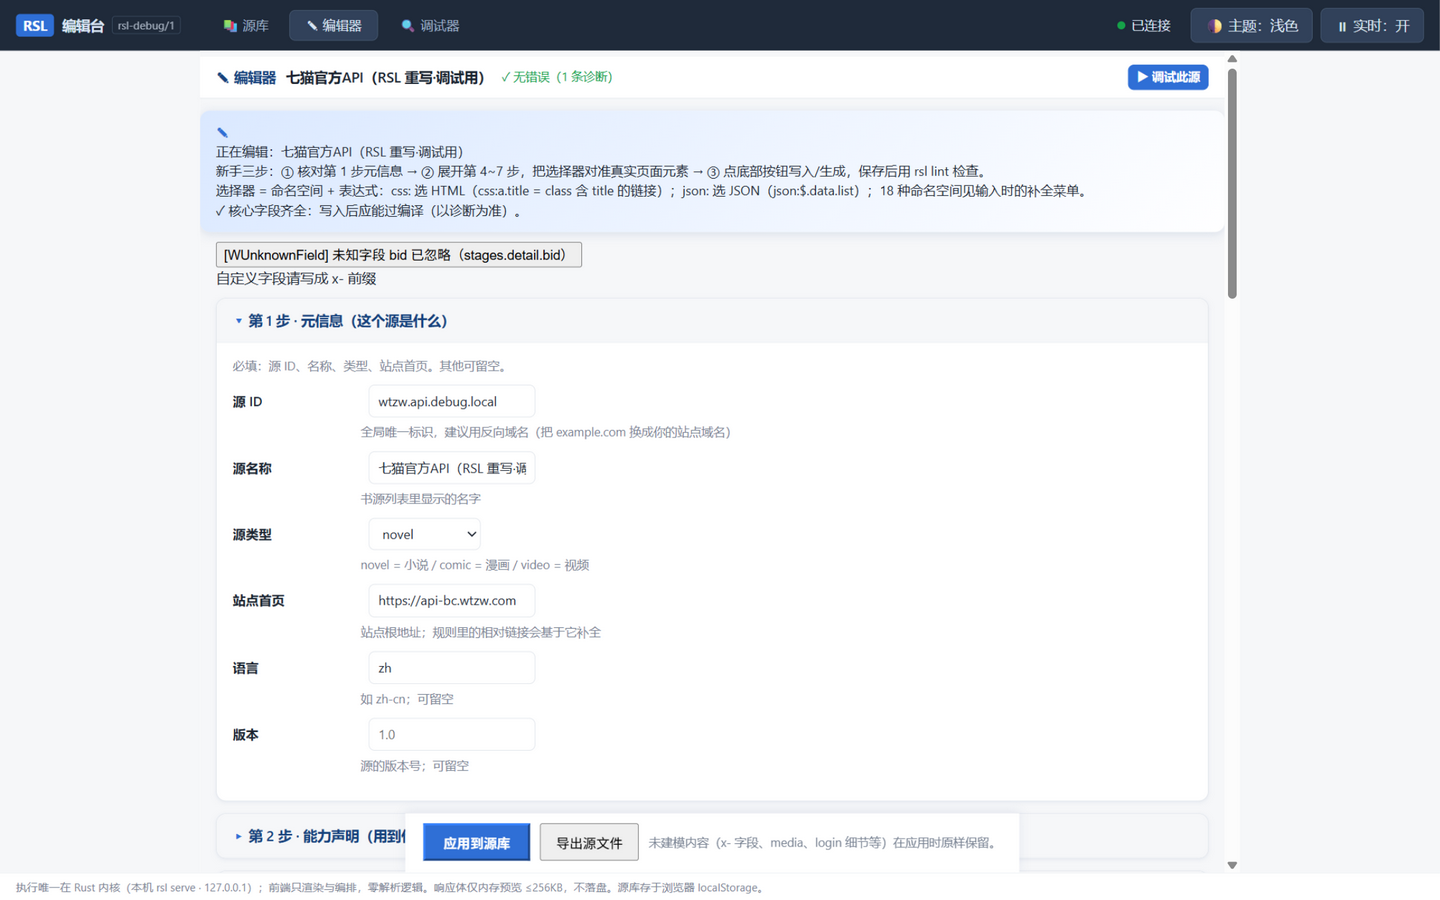 RSL 编辑台 rsl-debug/1 源库 编辑器 调试器 已连接 主题：浅色 实时：开
编辑器 七猫官方API（RSL 重写·调试用） ✓ 无错误（1 条诊断） ▶ 调试此源
正在编辑：七猫官方API（RSL 重写·调试用）
新手三步：① 核对第 1 步元信息 → ② 展开第 4~7 步，把选择器对准真实页面元素 → ③ 点底部按钮写入/生成，保存后用 rsl lint 检查。
选择器 = 命名空间 + 表达式：css: 选 HTML（css:a.title = class 含 title 的链接）；json: 选 JSON（json:$.data.list）；18 种命名空间见输入时的补全菜单。
✓ 核心字段齐全：写入后应能过编译（以诊断为准）。
[WUnknownField] 未知字段 bid 已忽略（stages.detail.bid）
自定义字段请写成 x- 前缀
第 1 步 · 元信息（这个源是什么）
必填：源 ID、名称、类型、站点首页。其他可留空。
源 ID wtzw.api.debug.local
全局唯一标识，建议用反向域名（把 example.com 换成你的站点域名）
源名称 七猫官方API（RSL 重写·调
书源列表里显示的名字
源类型 novel
novel = 小说 / comic = 漫画 / video = 视频
站点首页 https://api-bc.wtzw.com
站点根地址；规则里的相对链接会基于它补全
语言 zh
如 zh-cn；可留空
版本 1.0
源的版本号；可留空
第 2 步 · 能力声明（用到
应用到源库 导出源文件 未建模内容（x- 字段、media、login 细节等）在应用时原样保留。
执行唯一在 Rust 内核（本机 rsl serve · 127.0.0.1）；前端只渲染与编排，零解析逻辑。响应体仅内存预览 ≤256KB，不落盘。源库存于浏览器 localStorage。